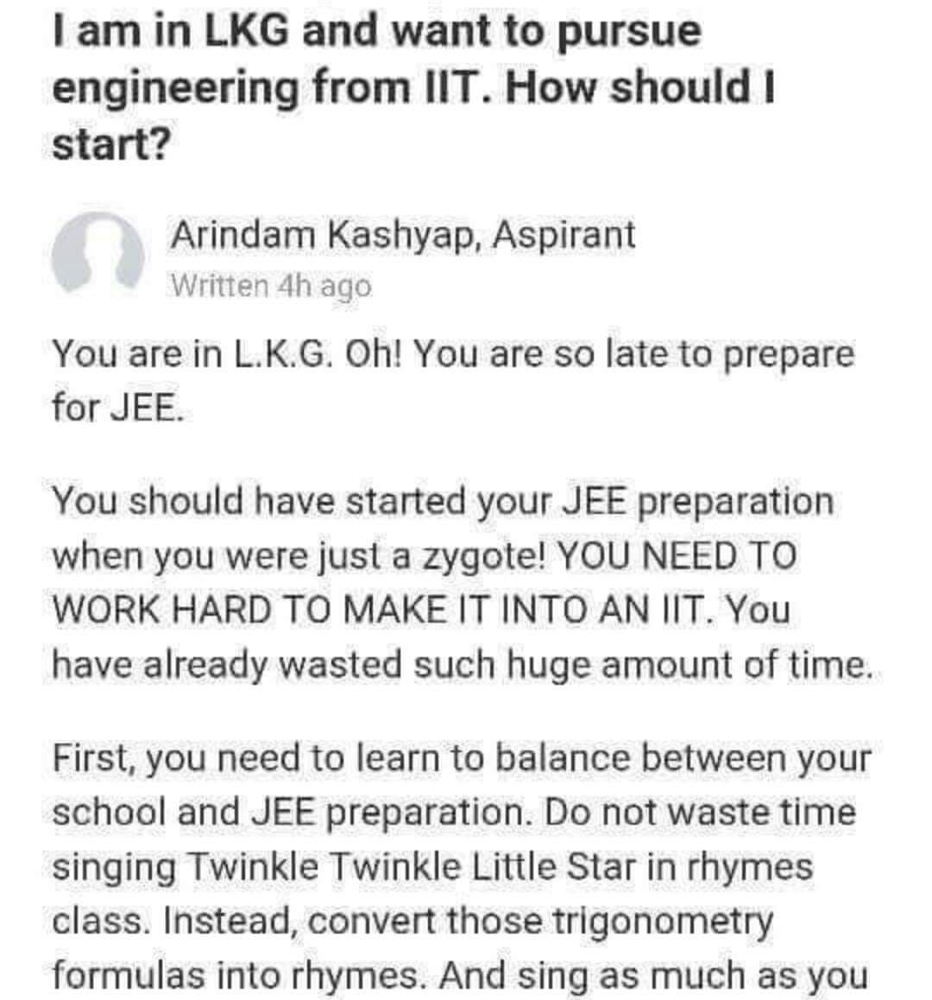 I am in LKG and want to pursue
engineering from IIT. How should I
start?
Arindam Kashyap, Aspirant
Written 4h ago
You are in L.K.G. Oh! You are so late to prepare
for JEE.
You should have started your JEE preparation
when you were just a zygote! YOU NEED TO
WORK HARD TO MAKE IT INTO AN IIT. You
have already wasted such huge amount of time.
First, you need to learn to balance between your
school and JEE preparation. Do not waste time
singing Twinkle Twinkle Little Star in rhymes
class. Instead, convert those trigonometry
formulas into rhymes. And sing as much as you